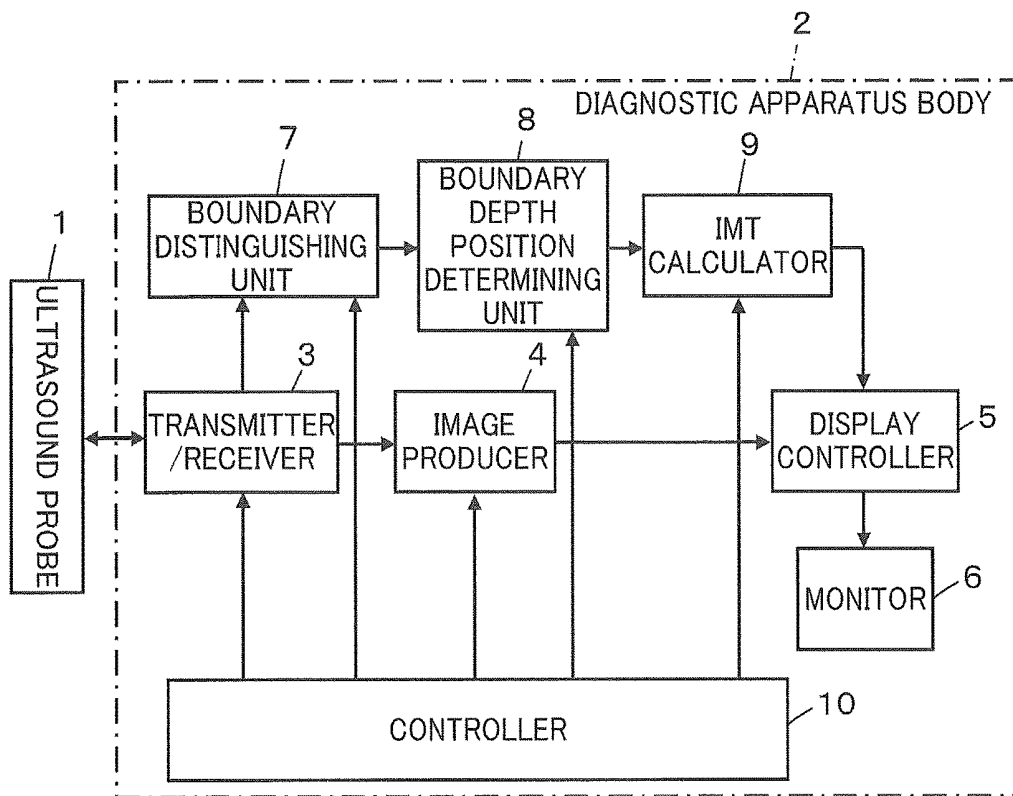 2
DIAGNOSTIC APPARATUS BODY
7
BOUNDARY
DISTINGUISHING
UNIT
8
BOUNDARY
DEPTH
POSITION
DETERMINING
UNIT
9
IMT
CALCULATOR
1
ULTRASOUND PROBE
3
TRANSMITTER
/RECEIVER
4
IMAGE
PRODUCER
DISPLAY
CONTROLLER
5
MONITOR
6
CONTROLLER
10